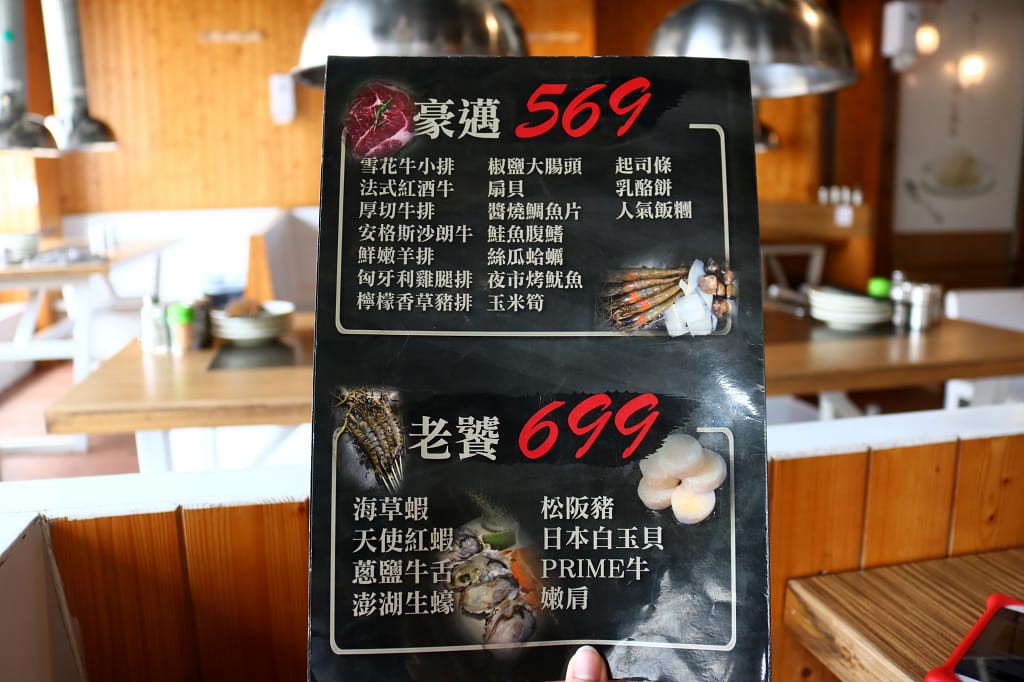 豪邁 569
雪花牛小排
法式紅酒牛
厚切牛排
安格斯沙朗牛
鮮嫩羊排
匈牙利雞腿排
檸檬香草豬排
椒鹽大腸頭
扇貝
醬燒鯛魚片
鮭魚腹鰭
絲瓜蛤蠣
夜市烤魷魚
玉米筍
起司條
乳酪餅
人氣飯糰
老饕 699
海草蝦
天使紅蝦
蔥鹽牛舌
澎湖生蠔
松阪豬
日本白玉貝
PRIME牛
嫩肩